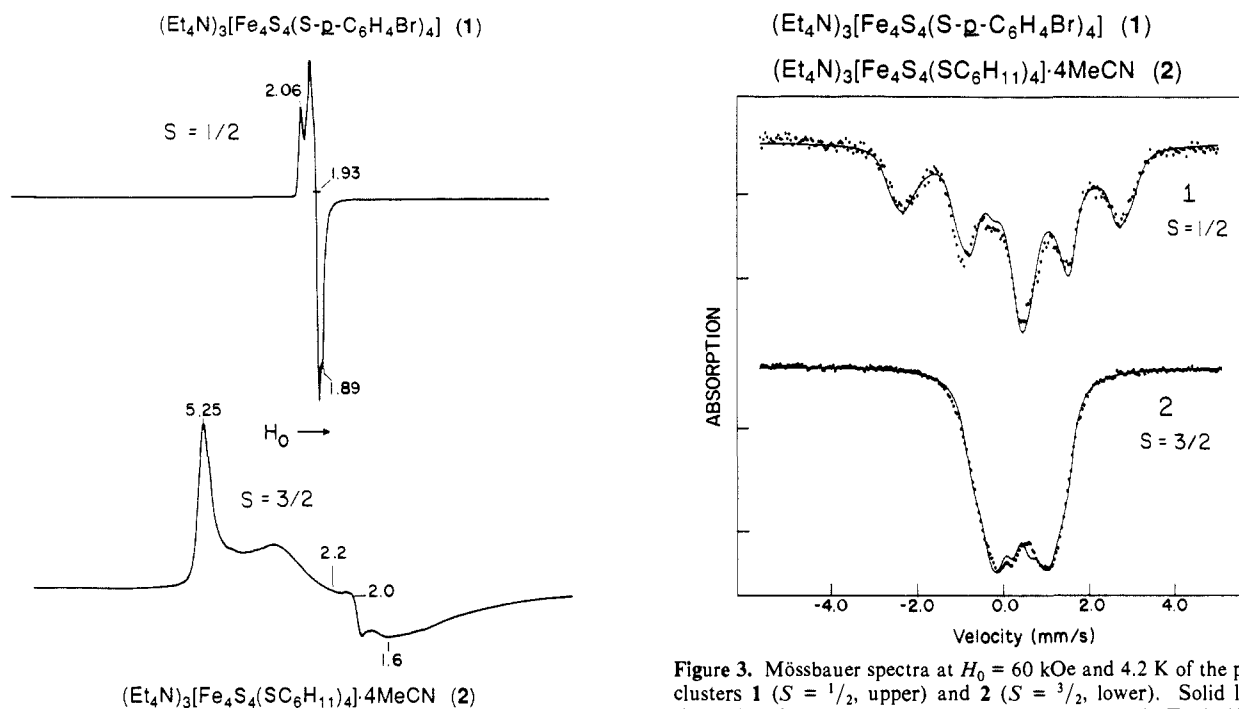 (Et₄N)₃[Fe₄S₄(S-p-C₆H₄Br)₄] (1)
2.06
S = 1/2
1.93
1.89
5.25
H₀ →
S = 3/2
2.2
2.0
1.6
(Et₄N)₃[Fe₄S₄(SC₆H₁₁)₄]·4MeCN (2)
(Et₄N)₃[Fe₄S₄(S-p-C₆H₄Br)₄] (1)
(Et₄N)₃[Fe₄S₄(SC₆H₁₁)₄]·4MeCN (2)
ABSORPTION
1
S = 1/2
2
S = 3/2
-4.0 -2.0 0.0 2.0 4.0
Velocity (mm/s)
Figure 3. Mössbauer spectra at H₀ = 60 kOe and 4.2 K of the p
clusters 1 (S = ¹/₂, upper) and 2 (S = ³/₂, lower). Solid l